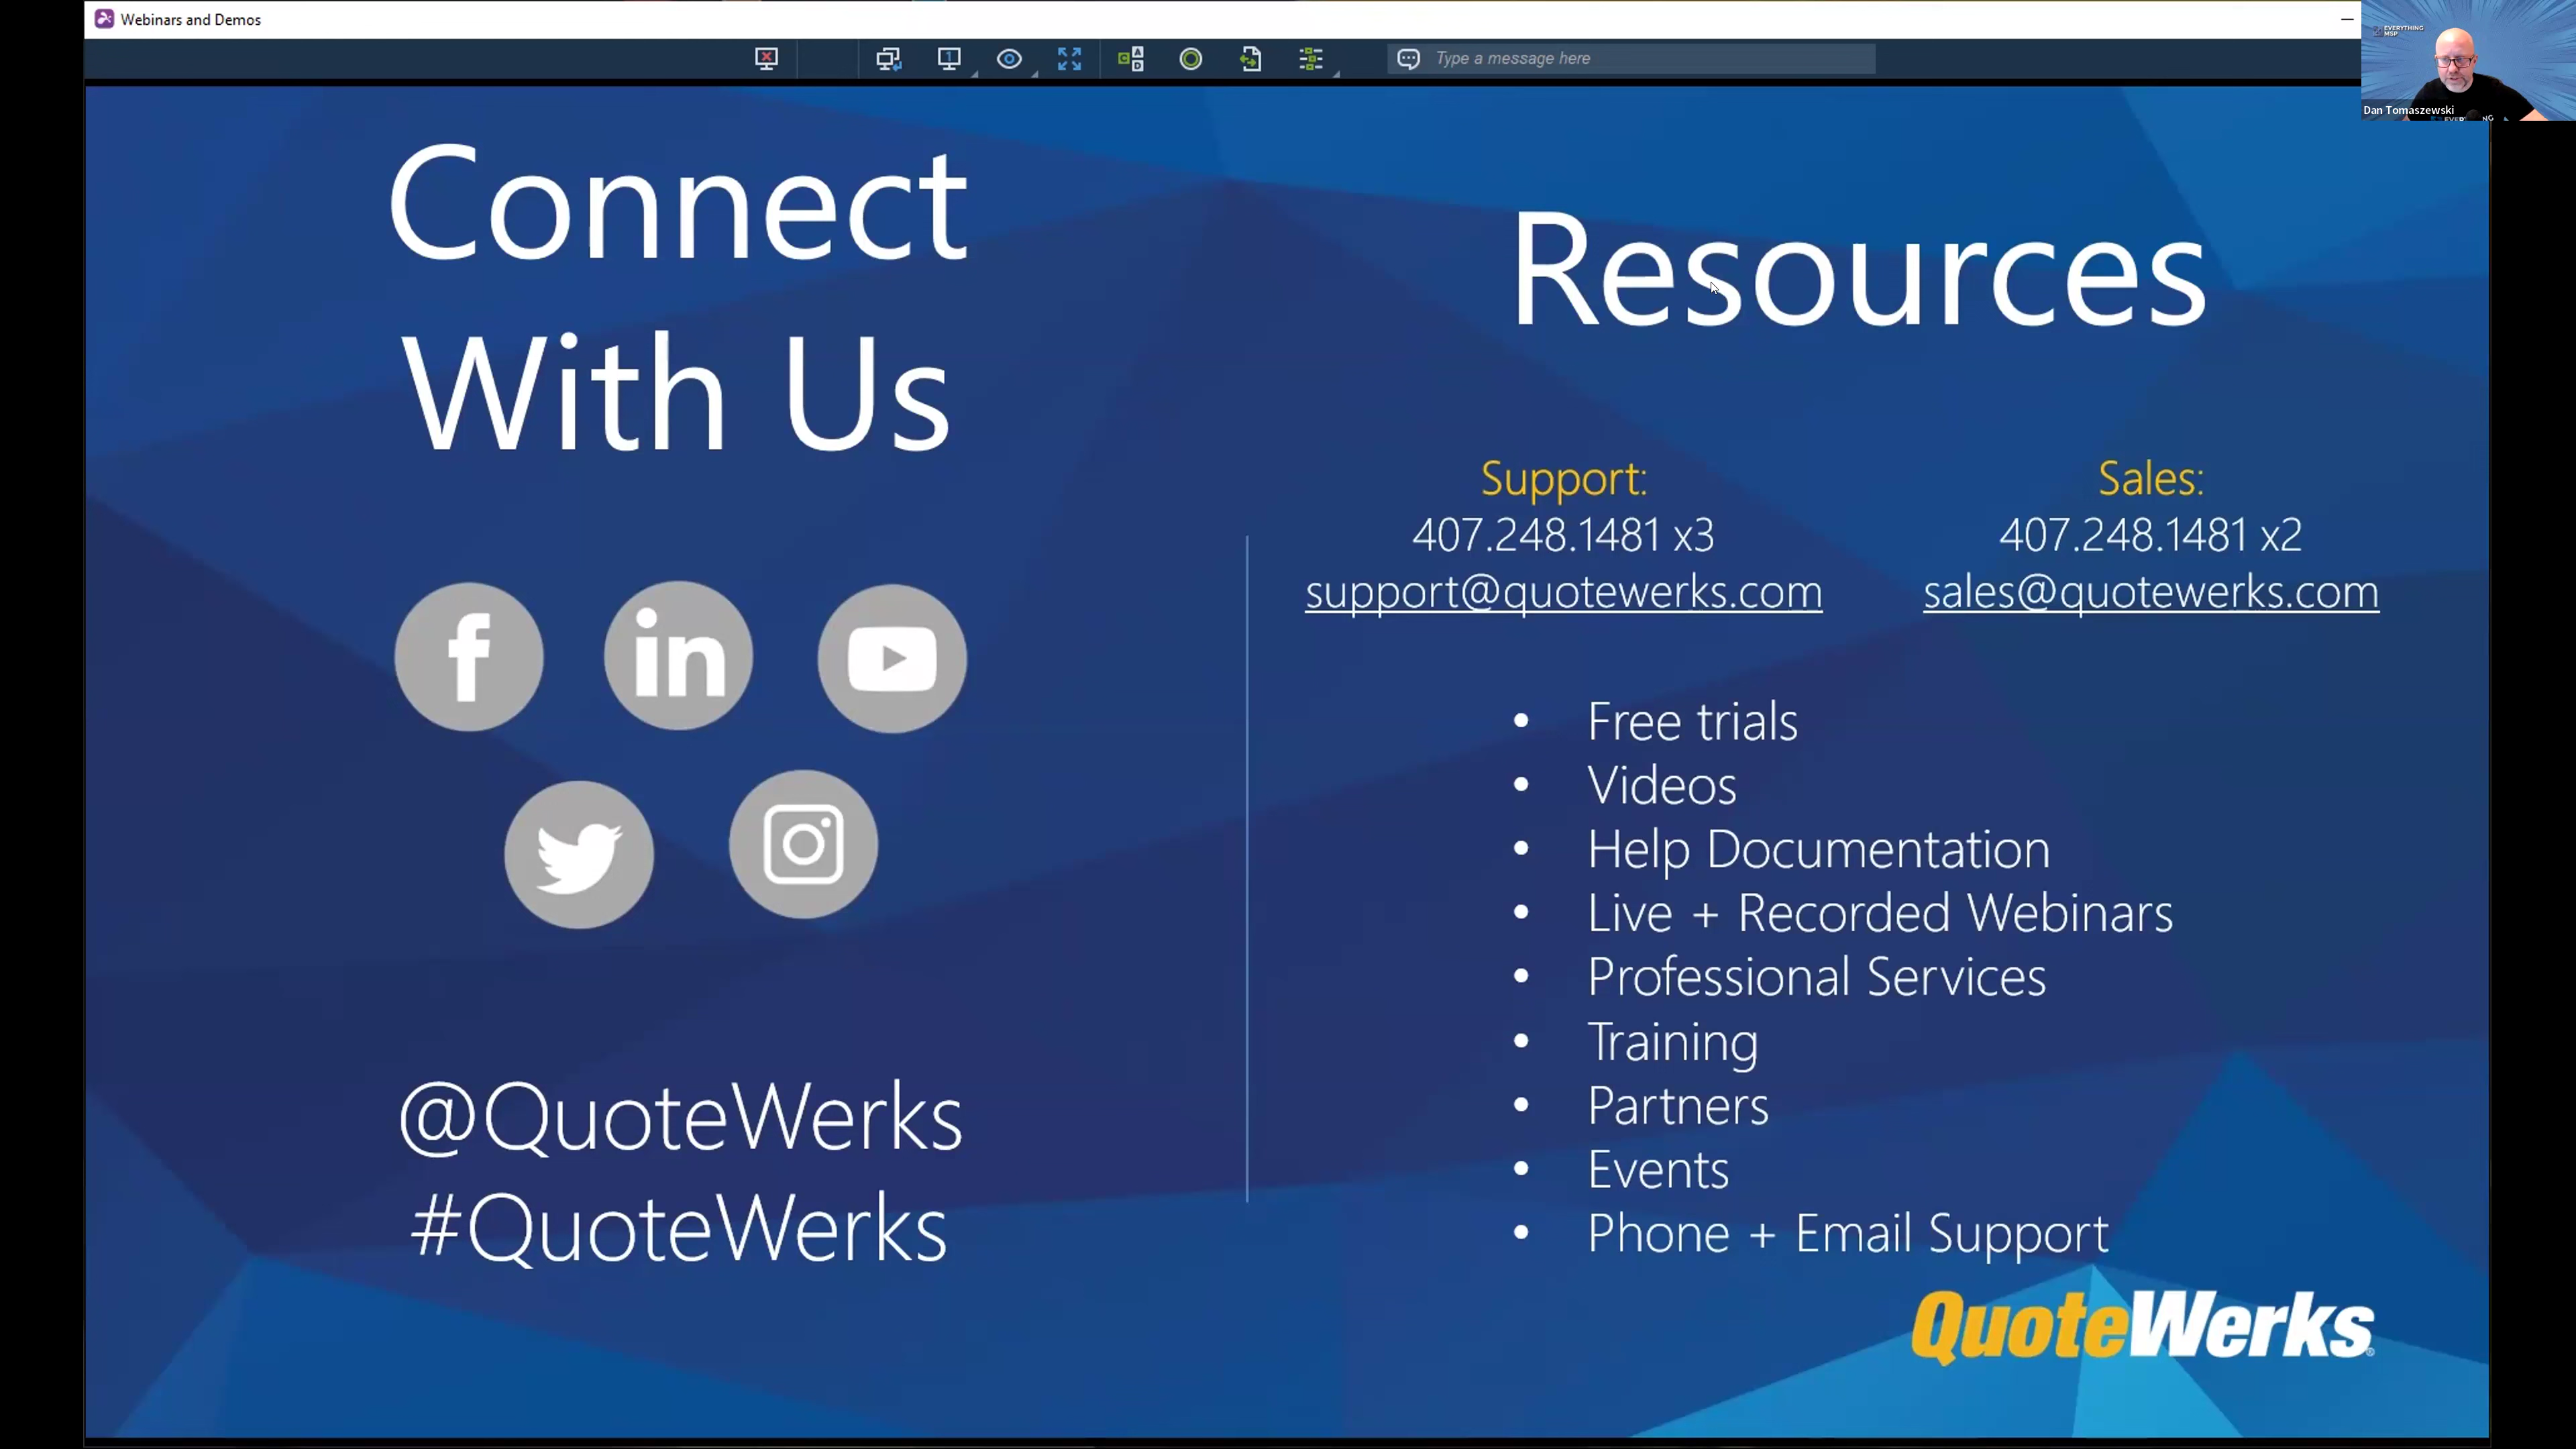 Webinars and Demos
Type a message here
EVERYTHING
MSP
Dan Tomaszewski
Connect
With Us
@QuoteWerks
#QuoteWerks
Resources
Support:
407.248.1481 x3
support@quotewerks.com
Sales:
407.248.1481 x2
sales@quotewerks.com
• Free trials
• Videos
• Help Documentation
• Live + Recorded Webinars
• Professional Services
• Training
• Partners
• Events
• Phone + Email Support
QuoteWerks